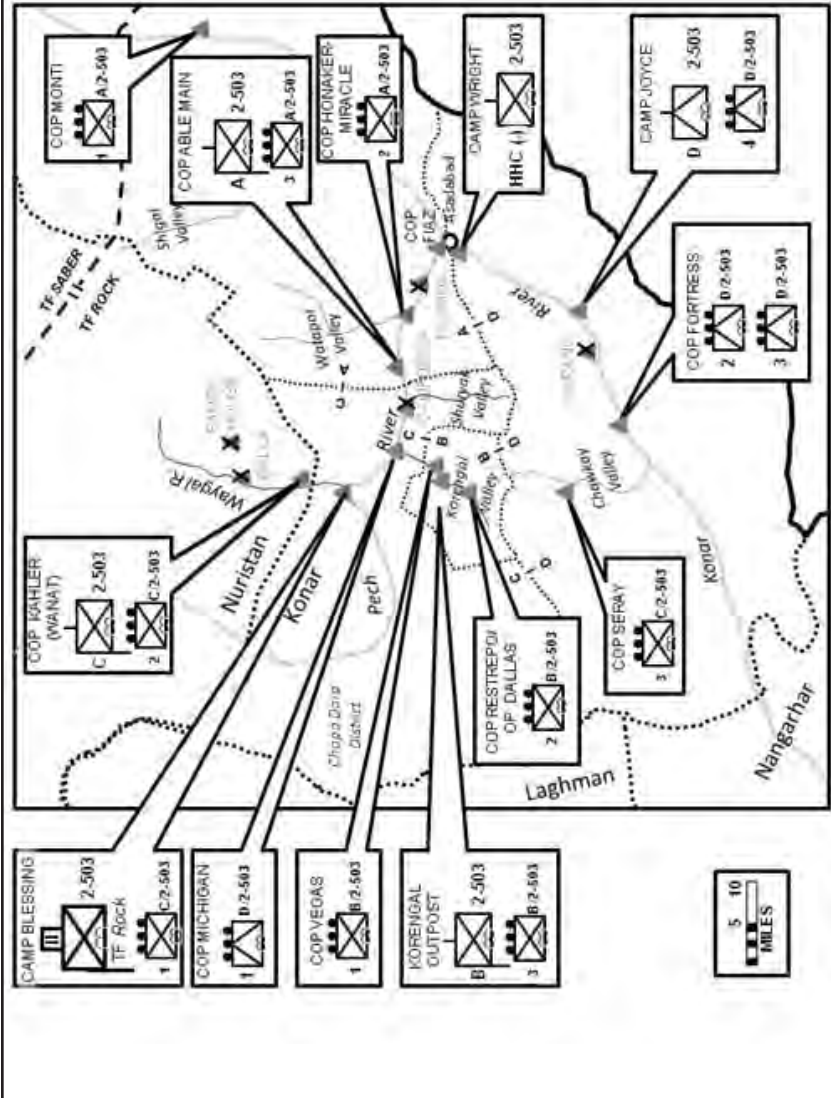 COP MONTI
1 A/2-503
COP ABLE MAIN
A 2-503
3 A/2-503
COP HONAKER-
MIRACLE
2 A/2-503
CAMP WRIGHT
HHC (-) 2-503
CAMP JOYCE
D 2-503
4 D/2-503
COP FORTRESS
2 D/2-503
3 D/2-503
COP KAHLER
(WANAT)
C 2-503
2 C/2-503
COP RESTREPO/
OP DALLAS
2 B/2-503
COP SERAY
3 C/2-503
CAMP BLESSING
2-503
TF Rock
1 C/2-503
COP MICHIGAN
1 D/2-503
COP VEGAS
1 B/2-503
KORENGAL
OUTPOST
B 2-503
3 B/2-503
TF SABER
II
TF ROCK
Shigal
Valley
Watapor
Valley
COP
FIAZ
Asadabad
Waygal R.
Nuristan
Konar
Pech
River
Shuryak
Valley
Korengal
Valley
Chapa Dara
District
Chawkay
Valley
Konar
River
Laghman
Nangarhar
C A
A D
C B
B D
C D
5 10
MILES